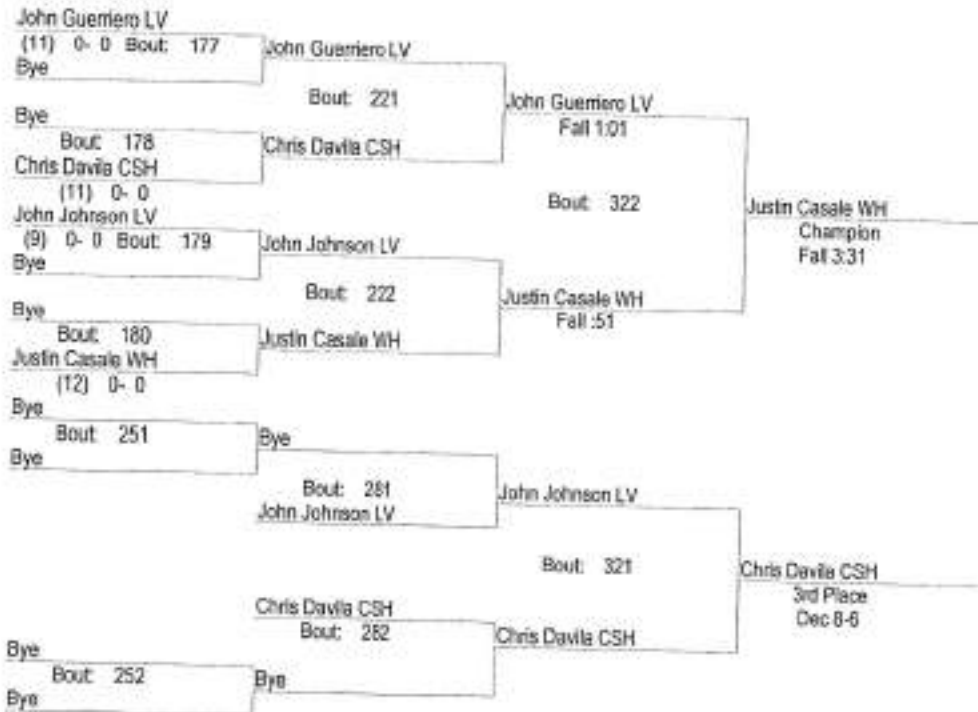 John Guerriero LV
(11) 0- 0 Bout: 177
John Guerriero LV
Bye
Bout: 221
John Guerriero LV
Fall 1:01
Bye
Bout: 178
Chris Davila CSH
Chris Davila CSH
(11) 0- 0
Bout: 322
Justin Casale WH
Champion
Fall 3:31
John Johnson LV
(9) 0- 0 Bout: 179
John Johnson LV
Bye
Bout: 222
Justin Casale WH
Fall :51
Bye
Bout: 180
Justin Casale WH
Justin Casale WH
(12) 0- 0
Bye
Bout: 251
Bye
Bye
Bout: 281
John Johnson LV
John Johnson LV
Bout: 321
Chris Davila CSH
3rd Place
Dec 8-6
Chris Davila CSH
Bout: 282
Chris Davila CSH
Bye
Bout: 252
Bye
Bye